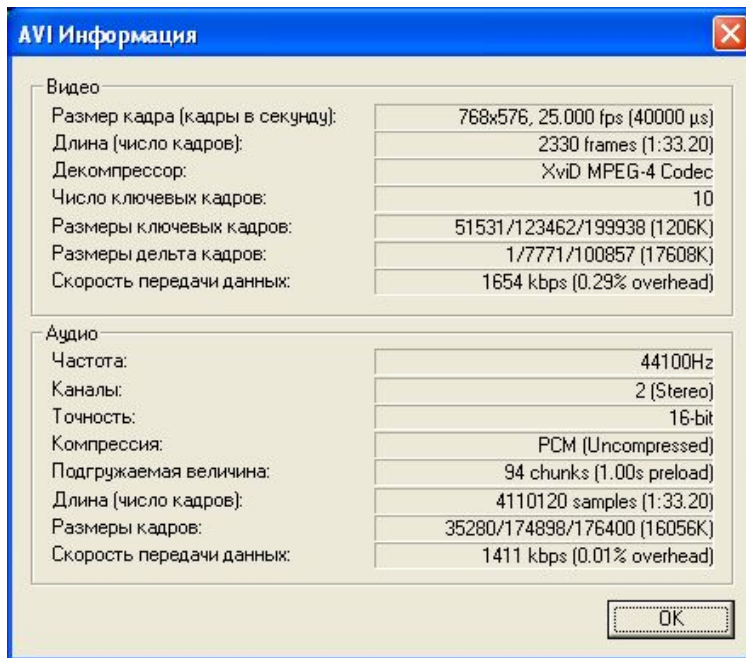 AVI Информация
Видео
Размер кадра (кадры в секунду): 768x576, 25.000 fps (40000 µs)
Длина (число кадров): 2330 frames (1:33.20)
Декомпрессор: XviD MPEG-4 Codec
Число ключевых кадров: 10
Размеры ключевых кадров: 51531/123462/199938 (1206K)
Размеры дельта кадров: 1/7771/100857 (17608K)
Скорость передачи данных: 1654 kbps (0.29% overhead)
Аудио
Частота: 44100Hz
Каналы: 2 (Stereo)
Точность: 16-bit
Компрессия: PCM (Uncompressed)
Подгружаемая величина: 94 chunks (1.00s preload)
Длина (число кадров): 4110120 samples (1:33.20)
Размеры кадров: 35280/174898/176400 (16056K)
Скорость передачи данных: 1411 kbps (0.01% overhead)
OK